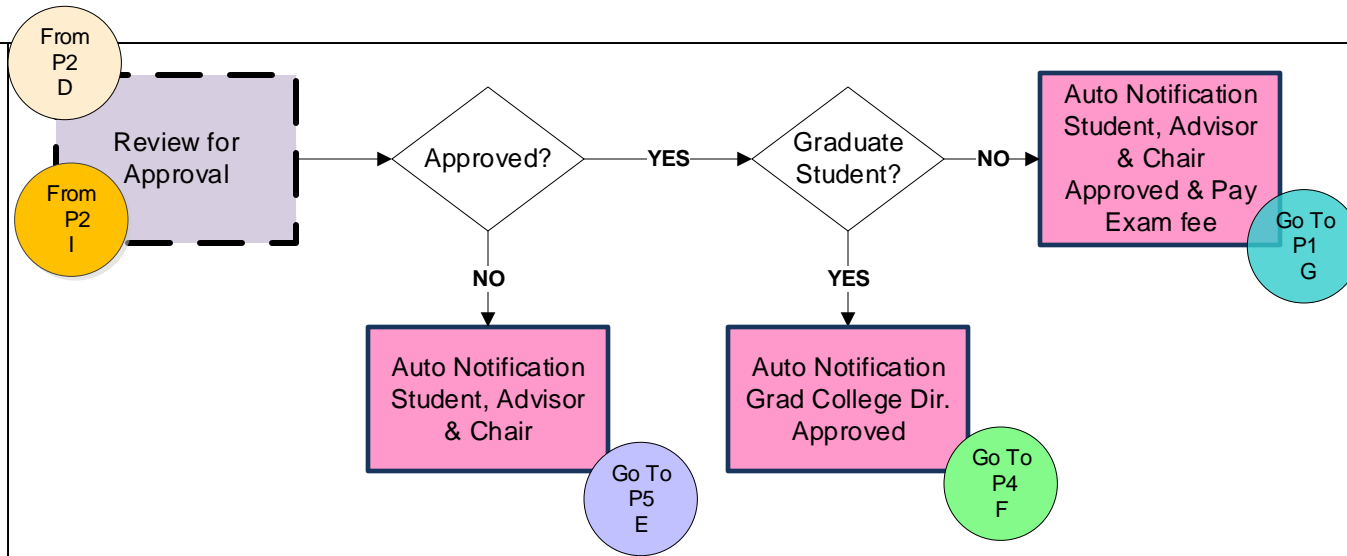 From
P2
D
Review for
Approval
From
P2
I
Approved?
YES
Graduate
Student?
NO
Auto Notification
Student, Advisor
& Chair
Approved & Pay
Exam fee
Go To
P1
G
NO
YES
Auto Notification
Student, Advisor
& Chair
Go To
P5
E
Auto Notification
Grad College Dir.
Approved
Go To
P4
F